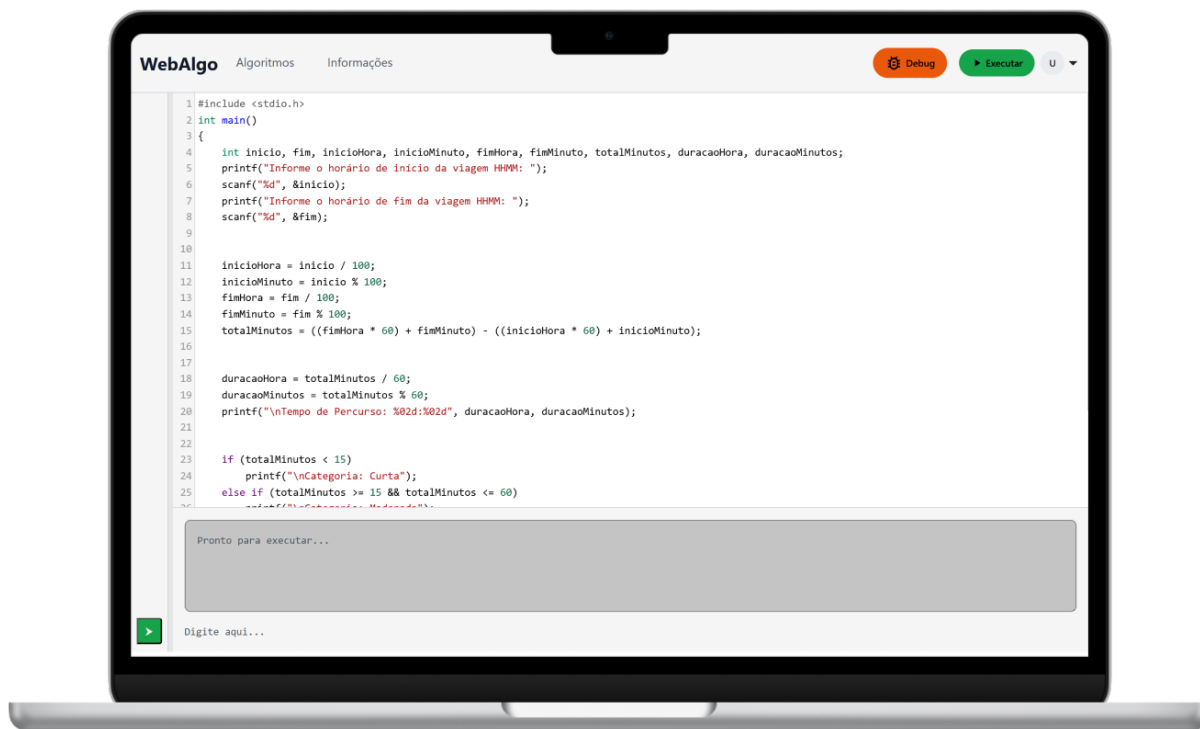 WebAlgo Algoritmos Informações Debug Executar U
1 #include <stdio.h>
2 int main()
3 {
4 int inicio, fim, inicioHora, inicioMinuto, fimHora, fimMinuto, totalMinutos, duracaoHora, duracaoMinutos;
5 printf("Informe o horário de início da viagem HHMM: ");
6 scanf("%d", &inicio);
7 printf("Informe o horário de fim da viagem HHMM: ");
8 scanf("%d", &fim);
9
10
11 inicioHora = inicio / 100;
12 inicioMinuto = inicio % 100;
13 fimHora = fim / 100;
14 fimMinuto = fim % 100;
15 totalMinutos = ((fimHora * 60) + fimMinuto) - ((inicioHora * 60) + inicioMinuto);
16
17
18 duracaoHora = totalMinutos / 60;
19 duracaoMinutos = totalMinutos % 60;
20 printf("\nTempo de Percurso: %02d:%02d", duracaoHora, duracaoMinutos);
21
22
23 if (totalMinutos < 15)
24 printf("\nCategoria: Curta");
25 else if (totalMinutos >= 15 && totalMinutos <= 60)
Pronto para executar...
Digite aqui...